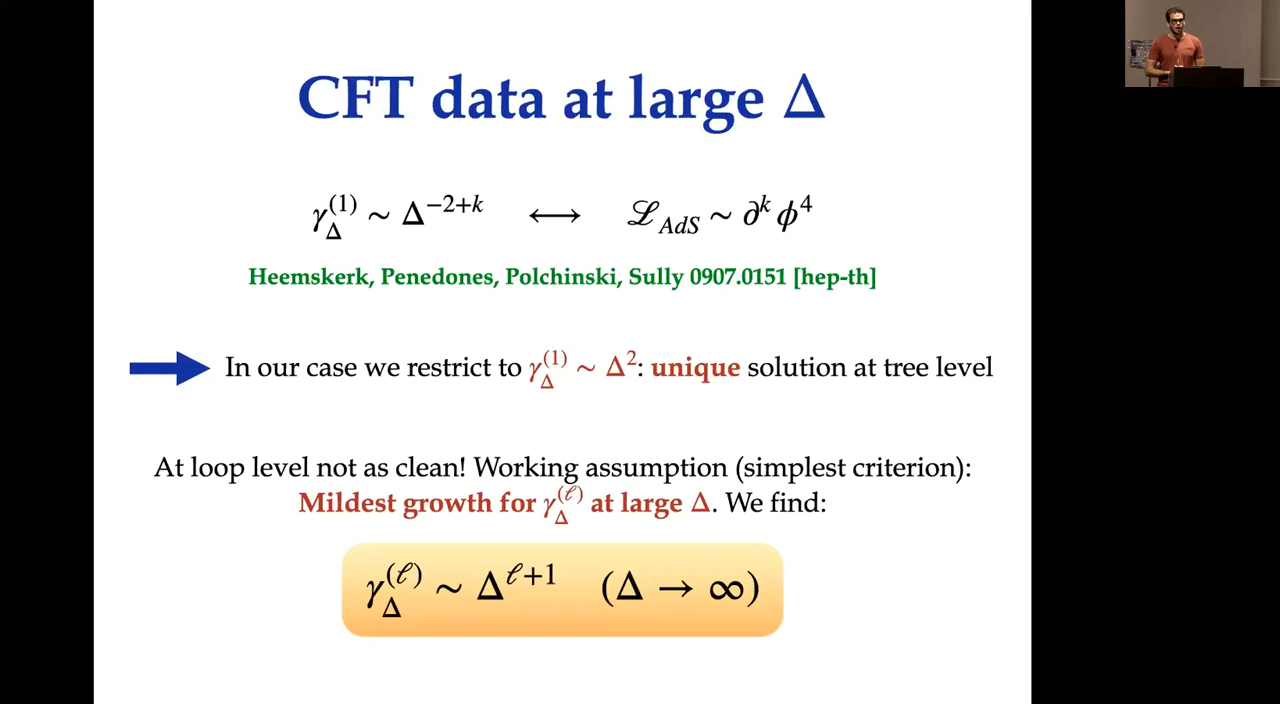 CFT data at large Δ
γ_Δ^{(1)} ~ Δ^{-2+k} ⟷ ℒ_{AdS} ~ ∂^k ϕ^4
Heemskerk, Penedones, Polchinski, Sully 0907.0151 [hep-th]
In our case we restrict to γ_Δ^{(1)} ~ Δ^2: unique solution at tree level
At loop level not as clean! Working assumption (simplest criterion):
Mildest growth for γ_Δ^{(ℓ)} at large Δ. We find:
γ_Δ^{(ℓ)} ~ Δ^{ℓ+1} (Δ → ∞)